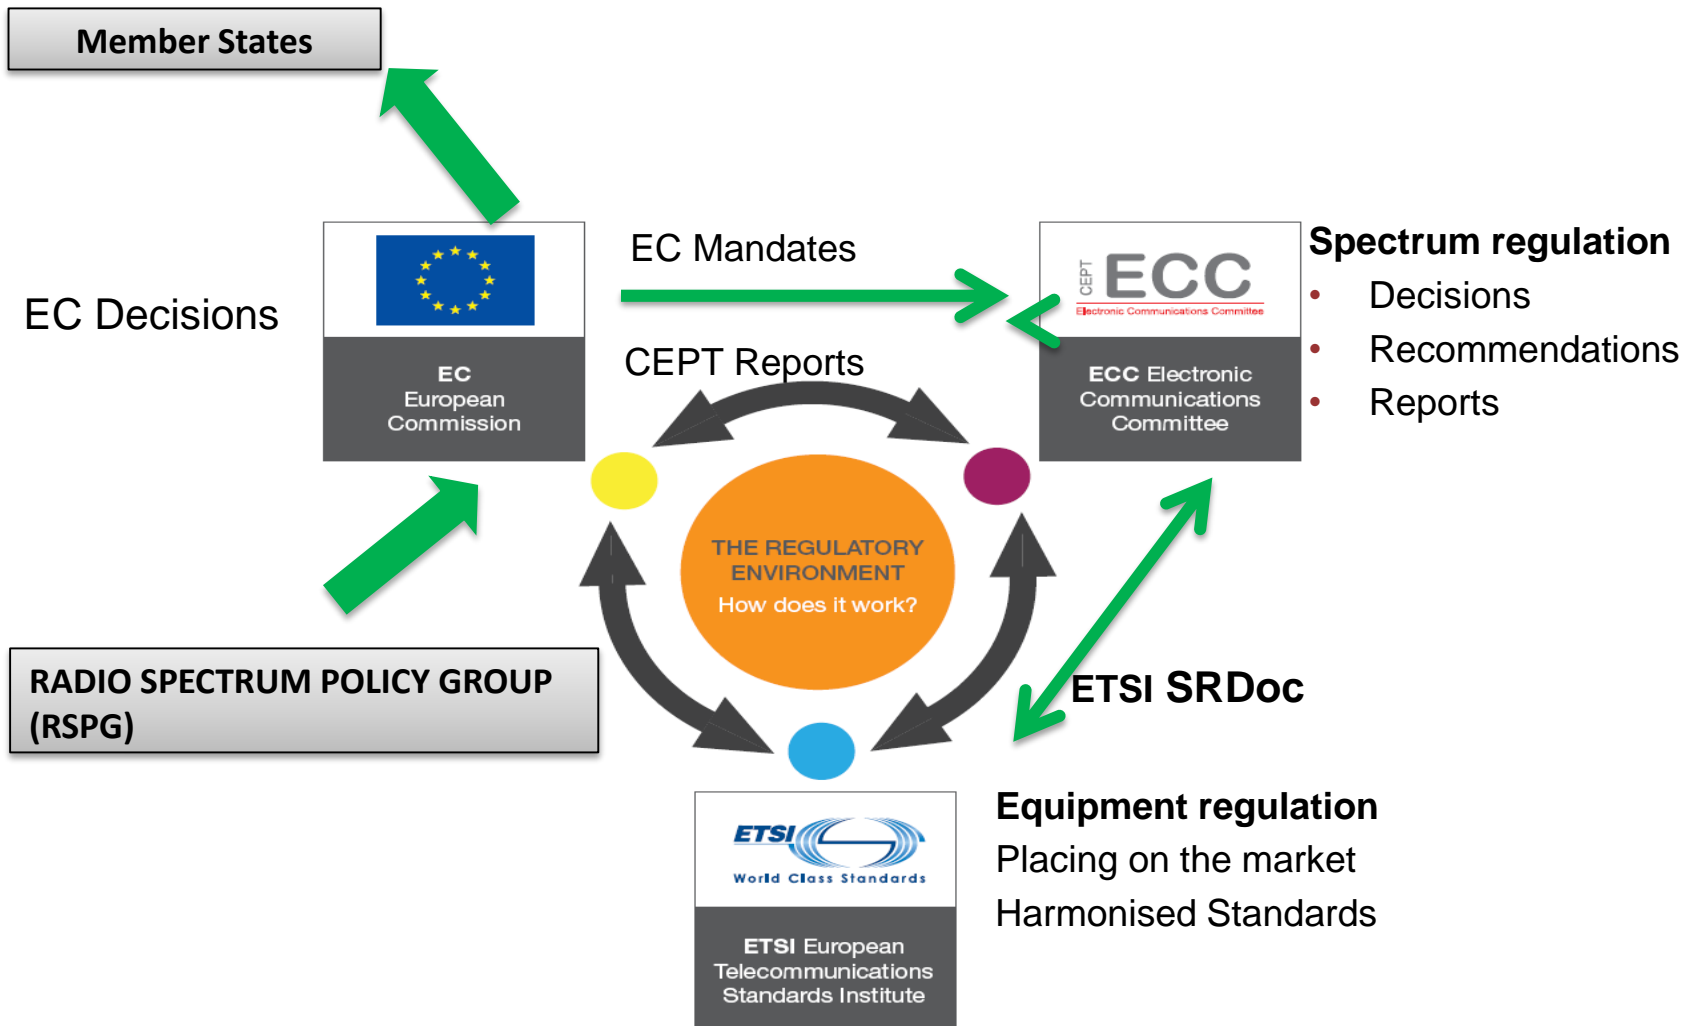 Member States
EC Mandates
EC Decisions
CEPT Reports
EC
European
Commission
CEPT
ECC
Electronic Communications Committee
ECC Electronic
Communications
Committee
Spectrum regulation
• Decisions
• Recommendations
• Reports
THE REGULATORY
ENVIRONMENT
How does it work?
RADIO SPECTRUM POLICY GROUP
(RSPG)
ETSI SRDoc
ETSI
World Class Standards
ETSI European
Telecommunications
Standards Institute
Equipment regulation
Placing on the market
Harmonised Standards